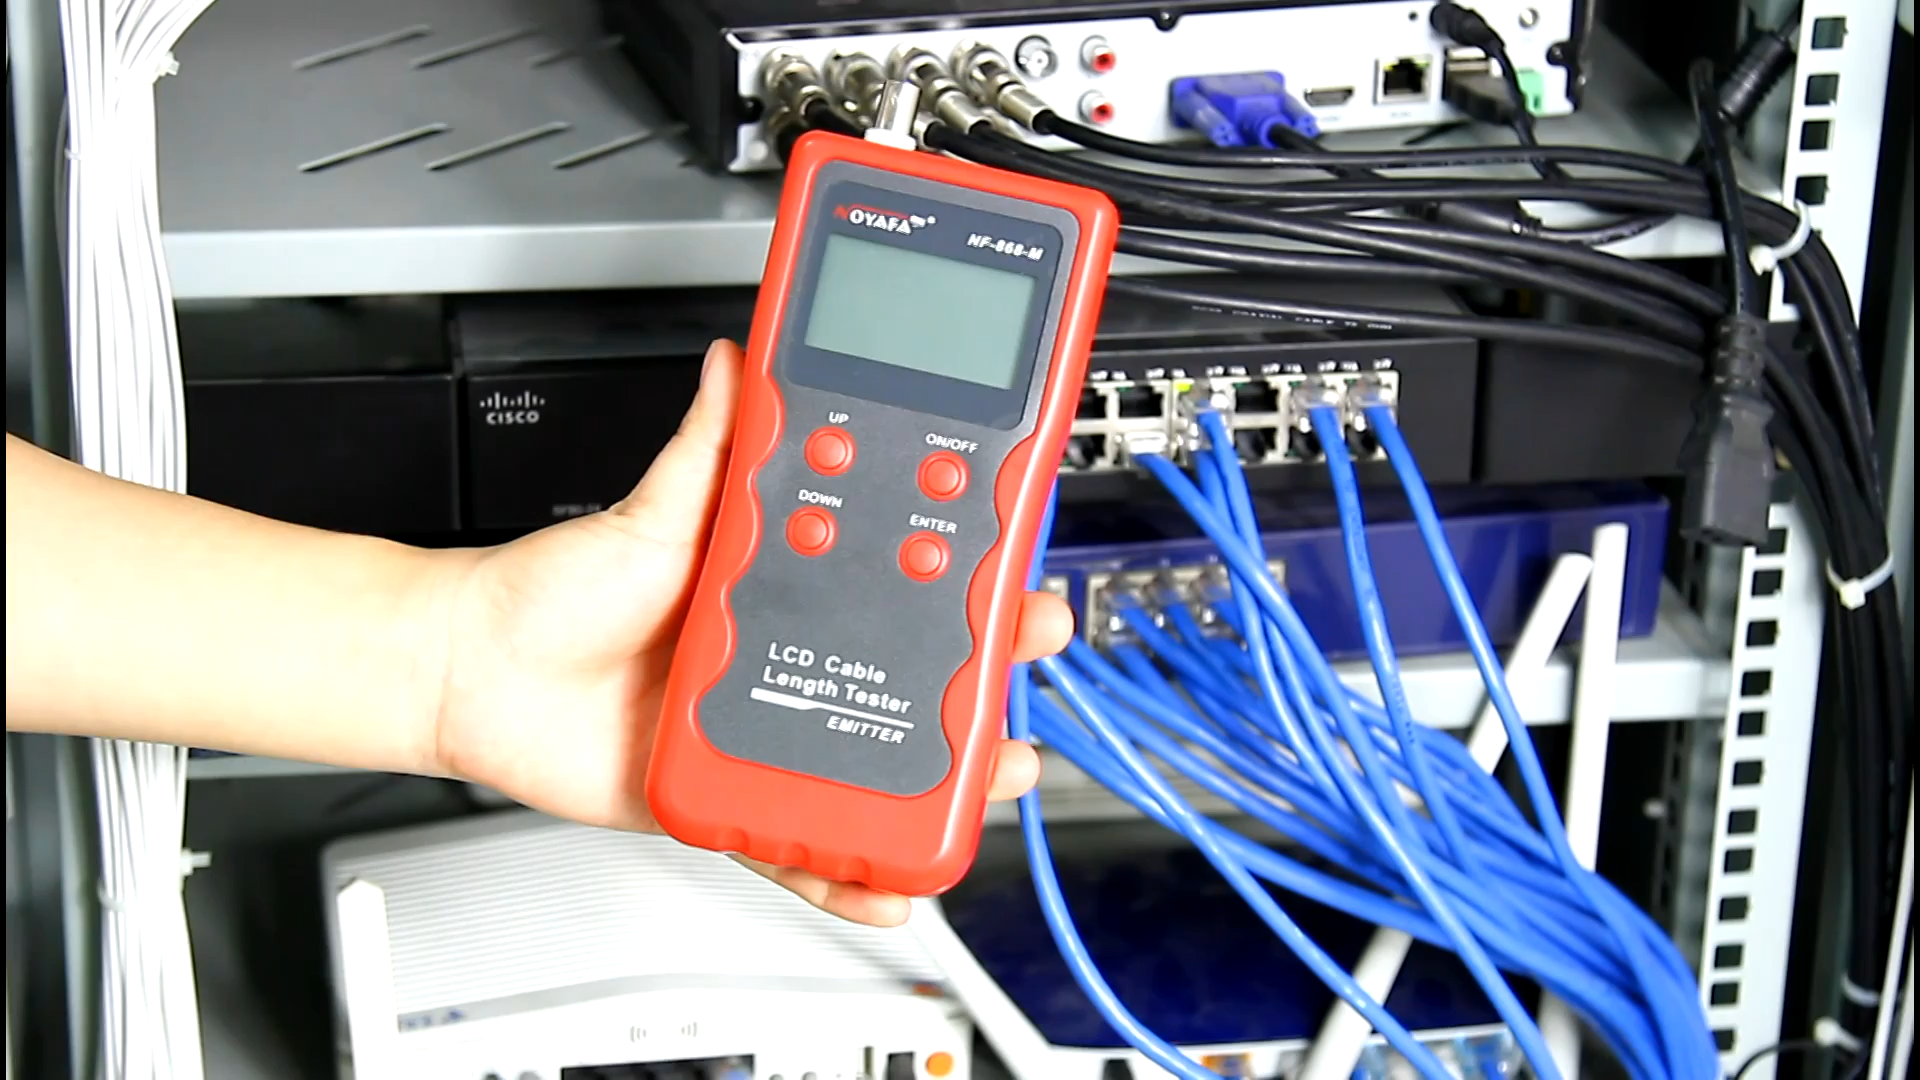 NOYAFA
NF-868-M
CISCO
UP
ON/OFF
DOWN
ENTER
LCD Cable
Length Tester
EMITTER